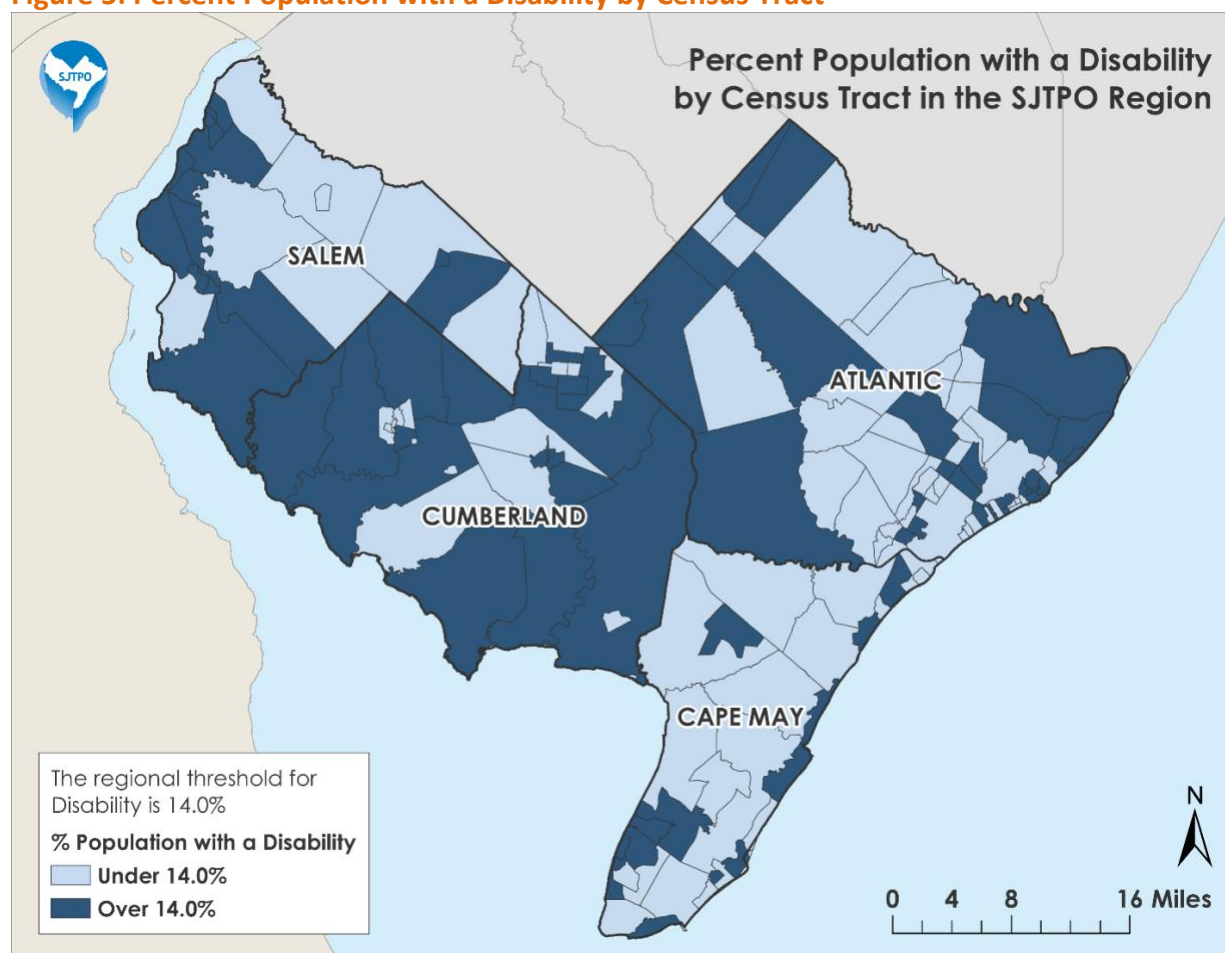 Figure 5: Percent Population with a Disability by Census Tract
SJTPO
Percent Population with a Disability
by Census Tract in the SJTPO Region
SALEM
ATLANTIC
CUMBERLAND
CAPE MAY
The regional threshold for
Disability is 14.0%
% Population with a Disability
Under 14.0%
Over 14.0%
N
0 4 8 16 Miles